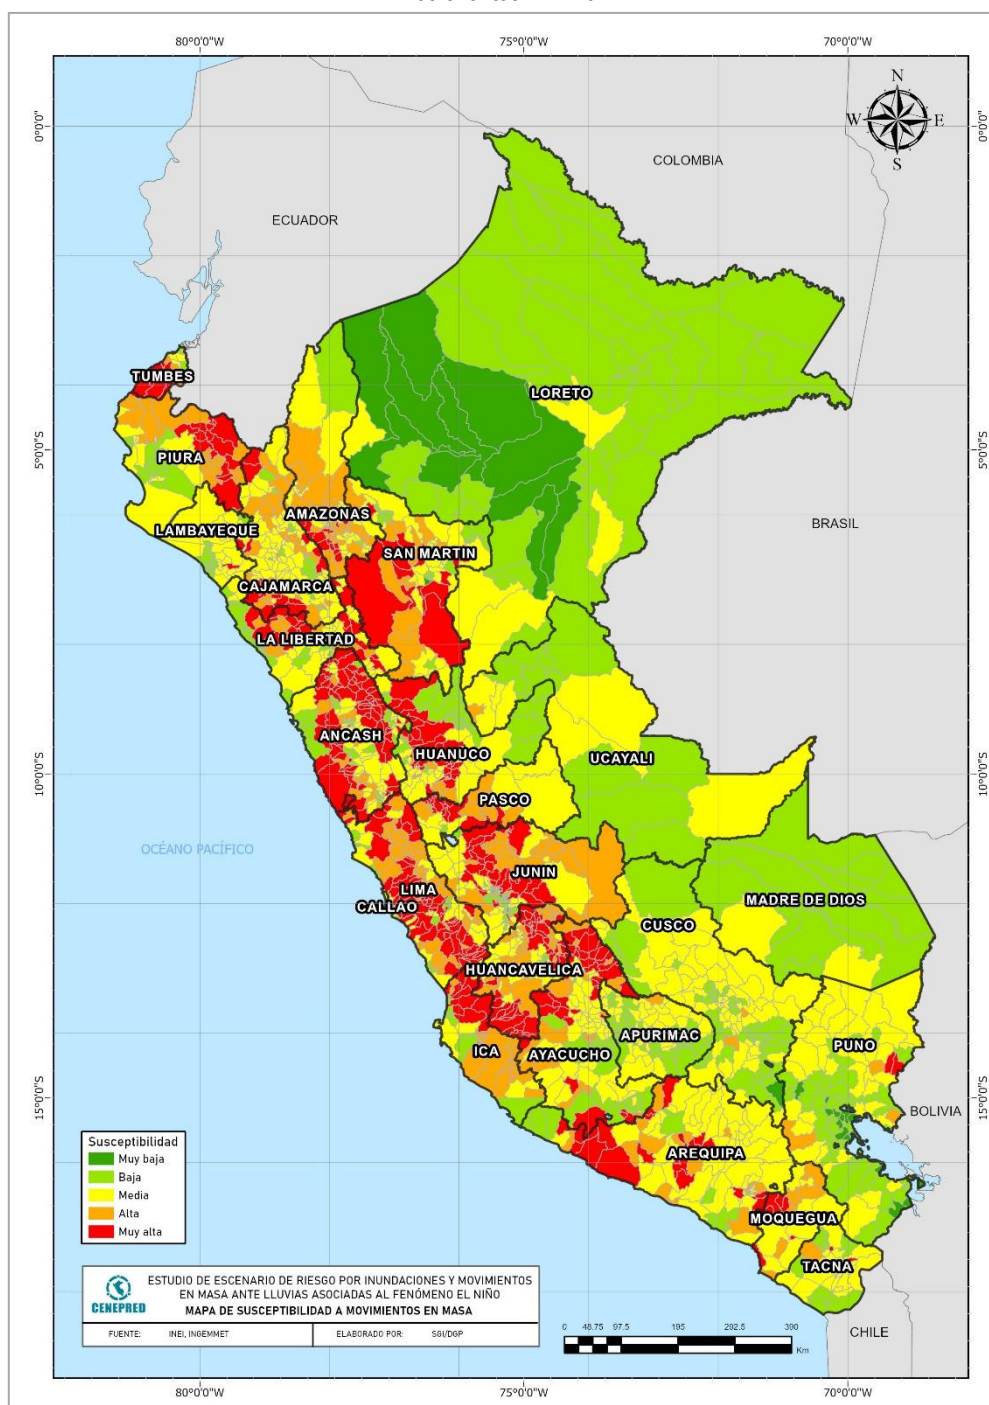 80°0'0"W
75°0'0"W
70°0'0"W
N
W
E
S
0°0'0"
0°0'0"
COLOMBIA
ECUADOR
TUMBES
LORETO
5°0'0"S
PIURA
5°0'0"S
AMAZONAS
BRASIL
LAMBAYEQUE
SAN MARTIN
CAJAMARCA
LA LIBERTAD
ANCASH
HUANUCO
UCAYALI
10°0'0"S
PASCO
10°0'0"S
OCÉANO PACÍFICO
JUNIN
LIMA
MADRE DE DIOS
CALLAO
CUSCO
HUANCAVELICA
APURIMAC
PUNO
ICA
AYACUCHO
15°0'0"S
15°0'0"S
BOLIVIA
AREQUIPA
Susceptibilidad
Muy baja
Baja
Media
Alta
Muy alta
MOQUEGUA
TACNA
CENEPRED
ESTUDIO DE ESCENARIO DE RIESGO POR INUNDACIONES Y MOVIMIENTOS
EN MASA ANTE LLUVIAS ASOCIADAS AL FENÓMENO EL NIÑO
MAPA DE SUSCEPTIBILIDAD A MOVIMIENTOS EN MASA
FUENTE: INEI, INGEMMET
ELABORADO POR: SGI/DGP
0 48.75 97.5 195 292.5 390
Km
CHILE
80°0'0"W
75°0'0"W
70°0'0"W